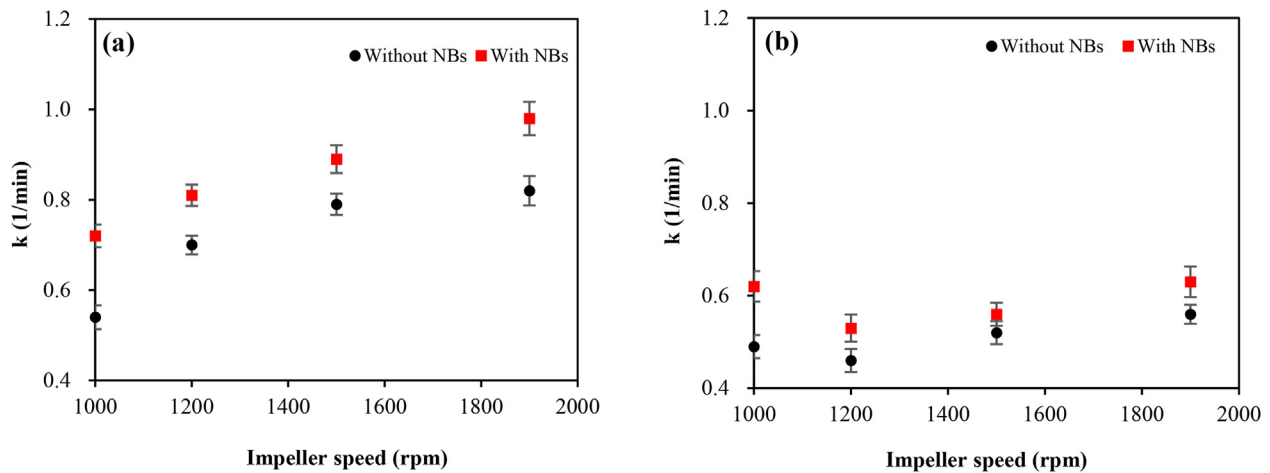 (a)
Without NBs With NBs
1.2
1.0
0.8
0.6
0.4
k (1/min)
1000 1200 1400 1600 1800 2000
Impeller speed (rpm)
(b)
Without NBs With NBs
1.2
1.0
0.8
0.6
0.4
k (1/min)
1000 1200 1400 1600 1800 2000
Impeller speed (rpm)